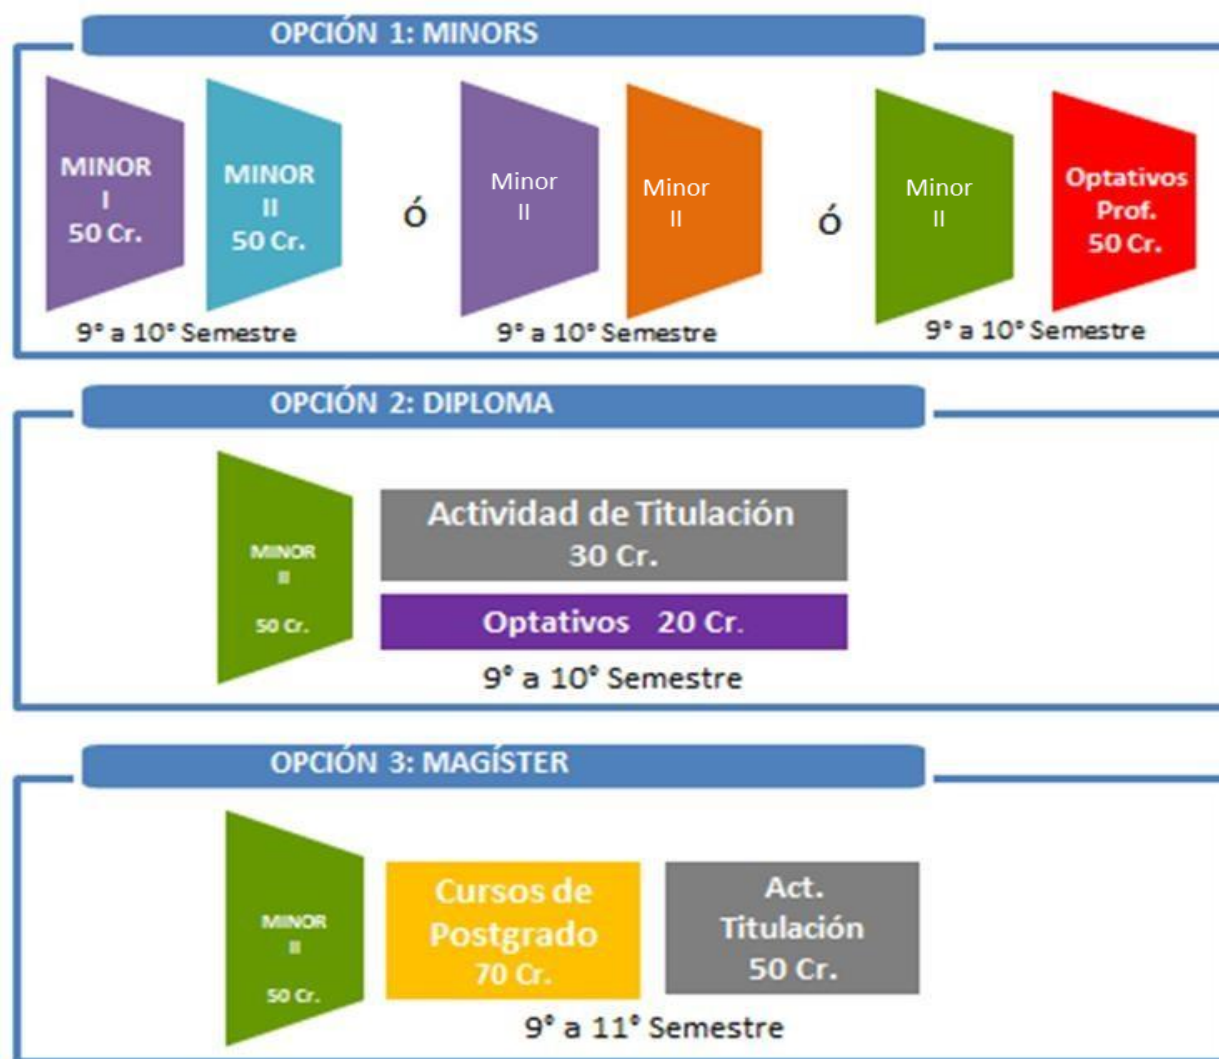 OPCIÓN 1: MINORS
MINOR
I
50 Cr.
MINOR
II
50 Cr.
ó
Minor
II
Minor
II
ó
Minor
II
Optativos
Prof.
50 Cr.
9° a 10° Semestre
9° a 10° Semestre
9° a 10° Semestre
OPCIÓN 2: DIPLOMA
MINOR
II
50 Cr.
Actividad de Titulación
30 Cr.
Optativos 20 Cr.
9° a 10° Semestre
OPCIÓN 3: MAGÍSTER
MINOR
II
50 Cr.
Cursos de
Postgrado
70 Cr.
Act.
Titulación
50 Cr.
9° a 11° Semestre